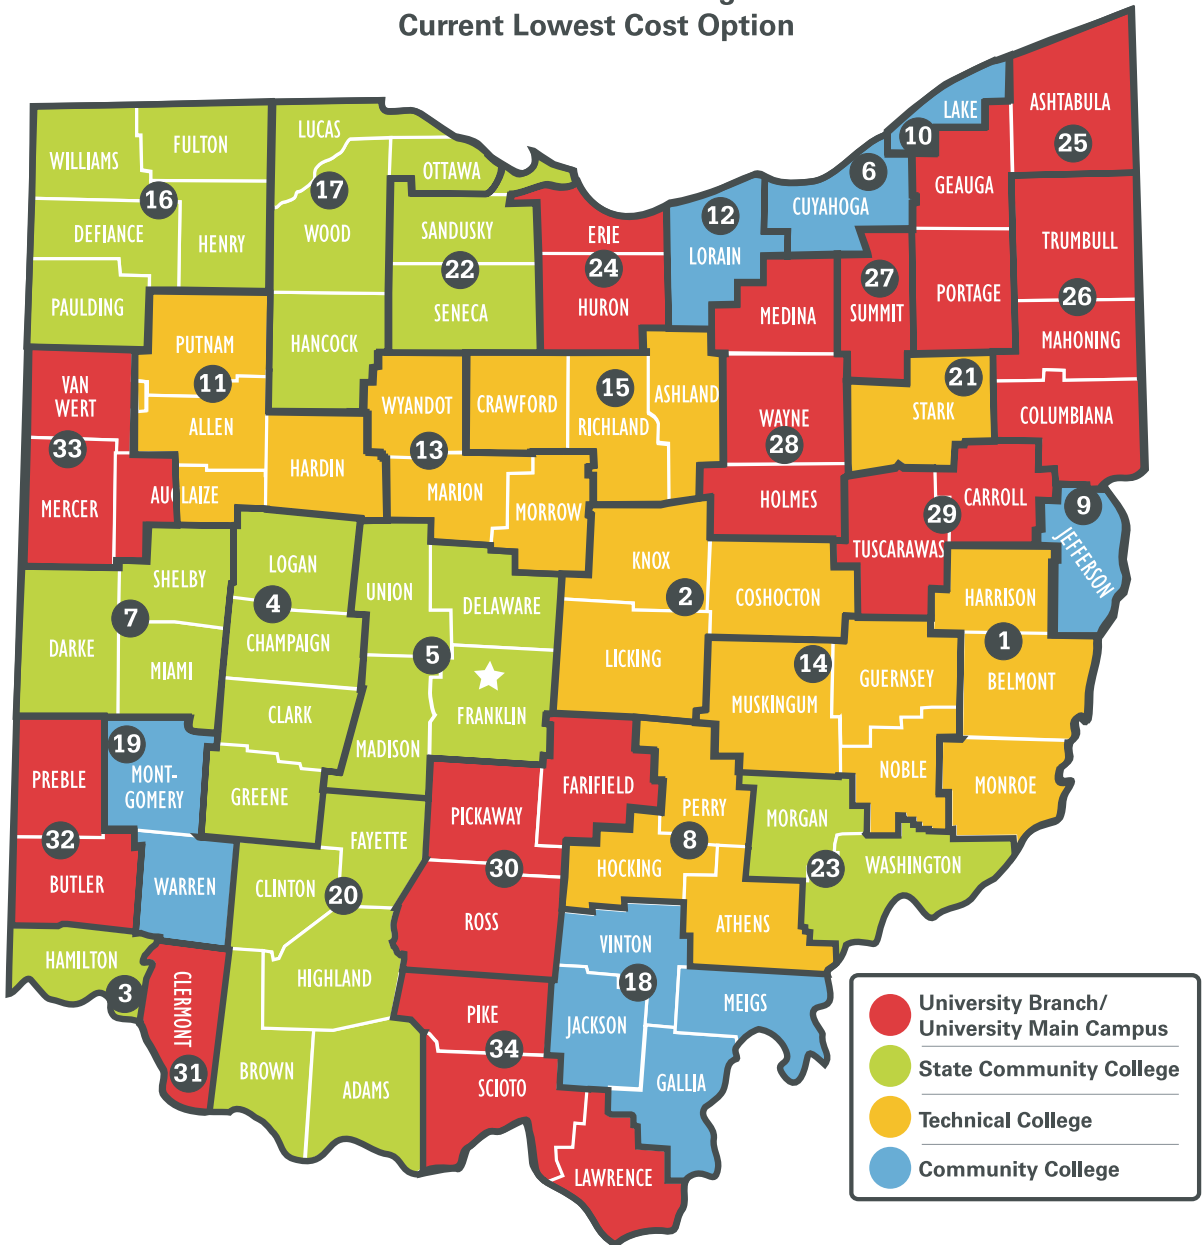 Current Lowest Cost Option
LAKE
ASHTABULA
10
25
LUCAS
FULTON
WILLIAMS
OTTAWA
6
GEAUGA
17
16
CUYAHOGA
12
SANDUSKY
WOOD
ERIE
DEFIANCE
HENRY
TRUMBULL
LORAIN
22
24
27
PORTAGE
26
PAULDING
SENECA
HURON
MEDINA
SUMMIT
MAHONING
PUTNAM
HANCOCK
11
21
VAN
WERT
15
WYANDOT
CRAWFORD
ASHLAND
STARK
WAYNE
COLUMBIANA
ALLEN
RICHLAND
33
13
28
HARDIN
MERCER
AUGLAIZE
MARION
HOLMES
CARROLL
9
MORROW
29
JEFFERSON
TUSCARAWAS
KNOX
LOGAN
SHELBY
UNION
2
COSHOCTON
HARRISON
4
DELAWARE
7
CHAMPAIGN
1
DARKE
MIAMI
5
LICKING
14
GUERNSEY
BELMONT
MUSKINGUM
CLARK
FRANKLIN
19
MADISON
PREBLE
MONT-
GOMERY
NOBLE
MONROE
FARIFIELD
GREENE
PERRY
PICKAWAY
MORGAN
32
FAYETTE
8
30
HOCKING
23
WASHINGTON
BUTLER
WARREN
CLINTON
20
ROSS
ATHENS
VINTON
HAMILTON
HIGHLAND
18
3
CLERMONT
MEIGS
PIKE
JACKSON
34
31
BROWN
ADAMS
SCIOTO
GALLIA
LAWRENCE
University Branch/
University Main Campus
State Community College
Technical College
Community College